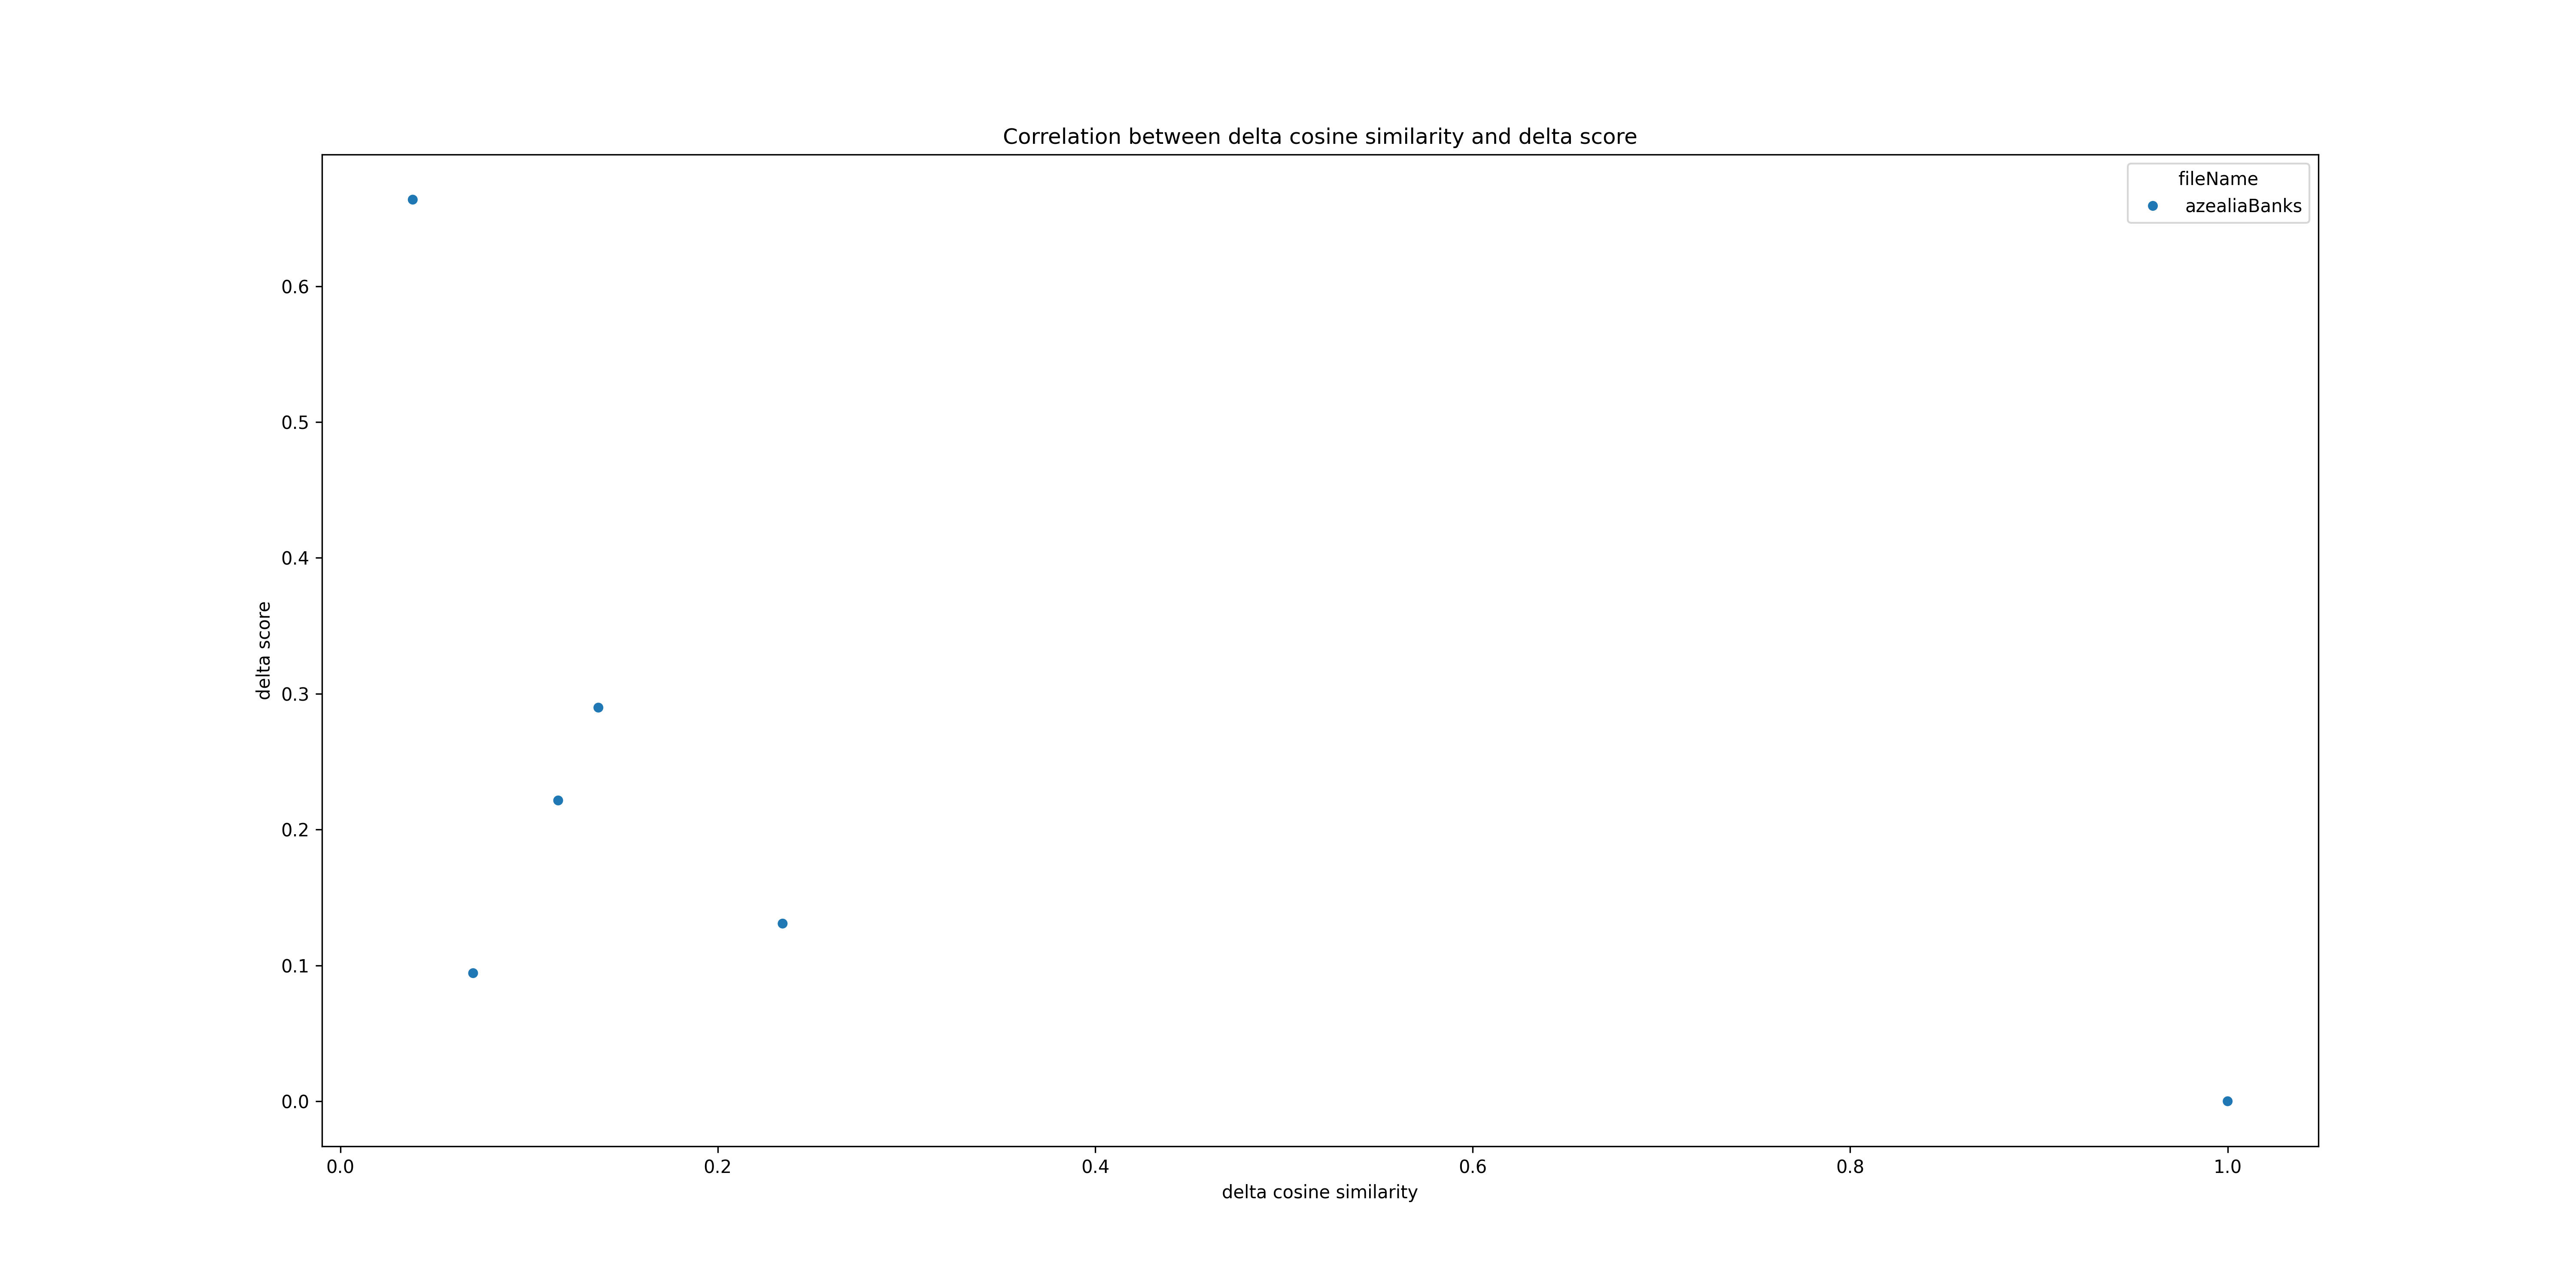 Correlation between delta cosine similarity and delta score
fileName
azealiaBanks
0.6
0.5
0.4
0.3
0.2
0.1
0.0
delta score
0.0 0.2 0.4 0.6 0.8 1.0
delta cosine similarity